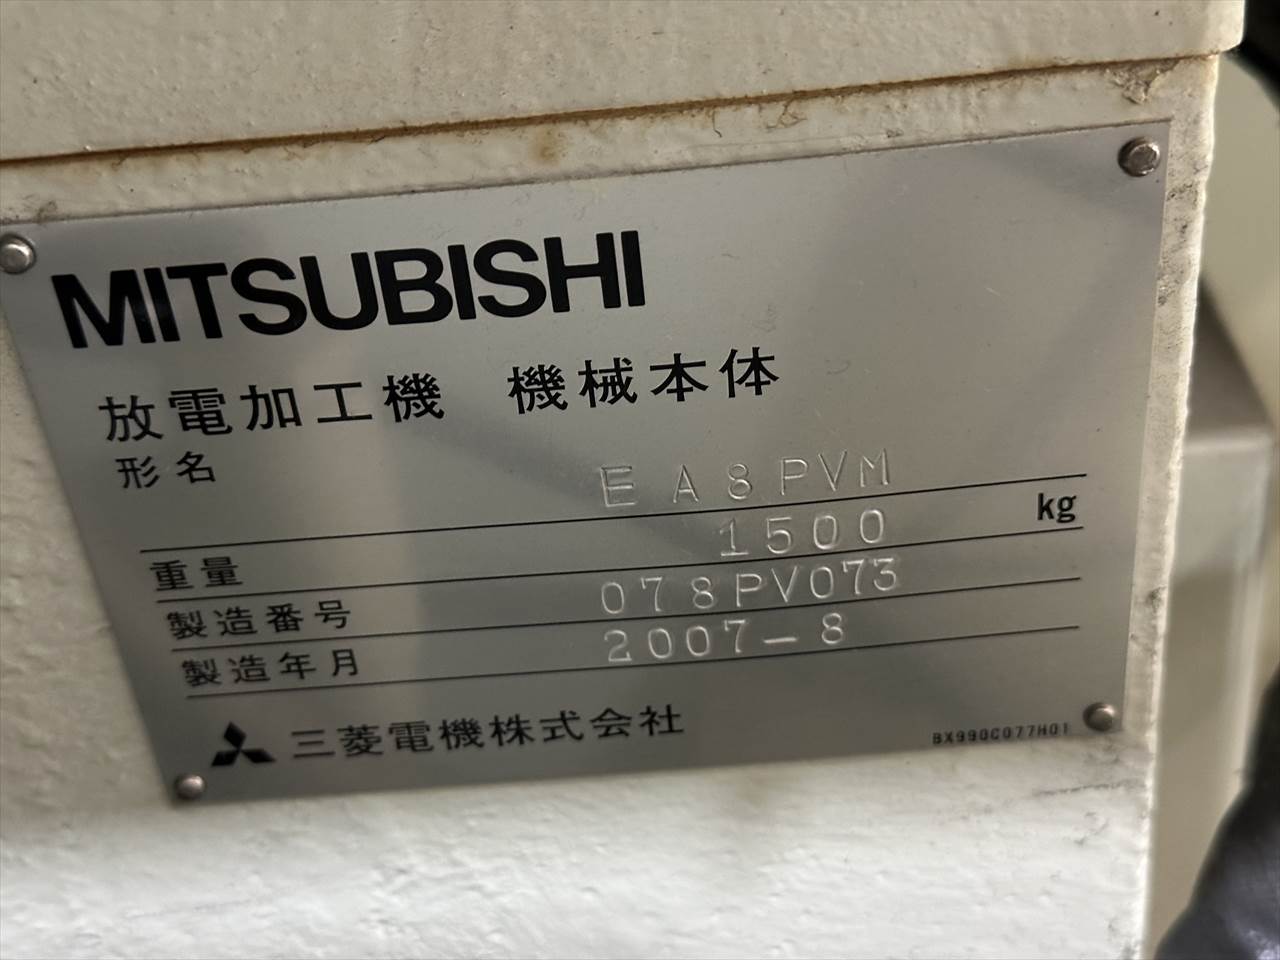 MITSUBISHI
放電加工機 機械本体
形名 EA8PVM
重量 1500 kg
製造番号 078PV073
製造年月 2007-8
三菱電機株式会社
BX990C077H01